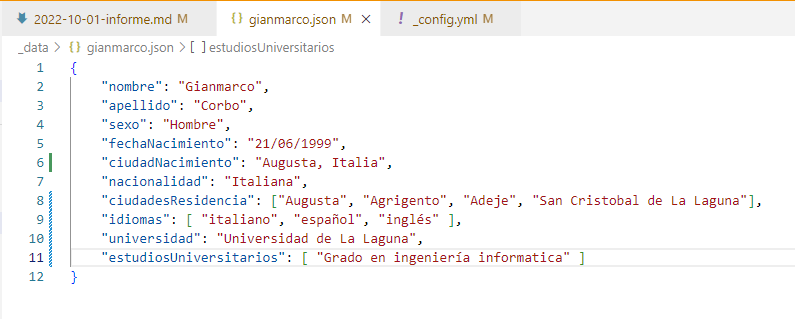 2022-10-01-informe.md M
gianmarco.json M
_config.yml M
_data > {} gianmarco.json > [ ] estudiosUniversitarios
1 {
2 "nombre": "Gianmarco",
3 "apellido": "Corbo",
4 "sexo": "Hombre",
5 "fechaNacimiento": "21/06/1999",
6 "ciudadNacimiento": "Augusta, Italia",
7 "nacionalidad": "Italiana",
8 "ciudadesResidencia": ["Augusta", "Agrigento", "Adeje", "San Cristobal de La Laguna"],
9 "idiomas": [ "italiano", "español", "inglés" ],
10 "universidad": "Universidad de La Laguna",
11 "estudiosUniversitarios": [ "Grado en ingeniería informatica" ]
12 }